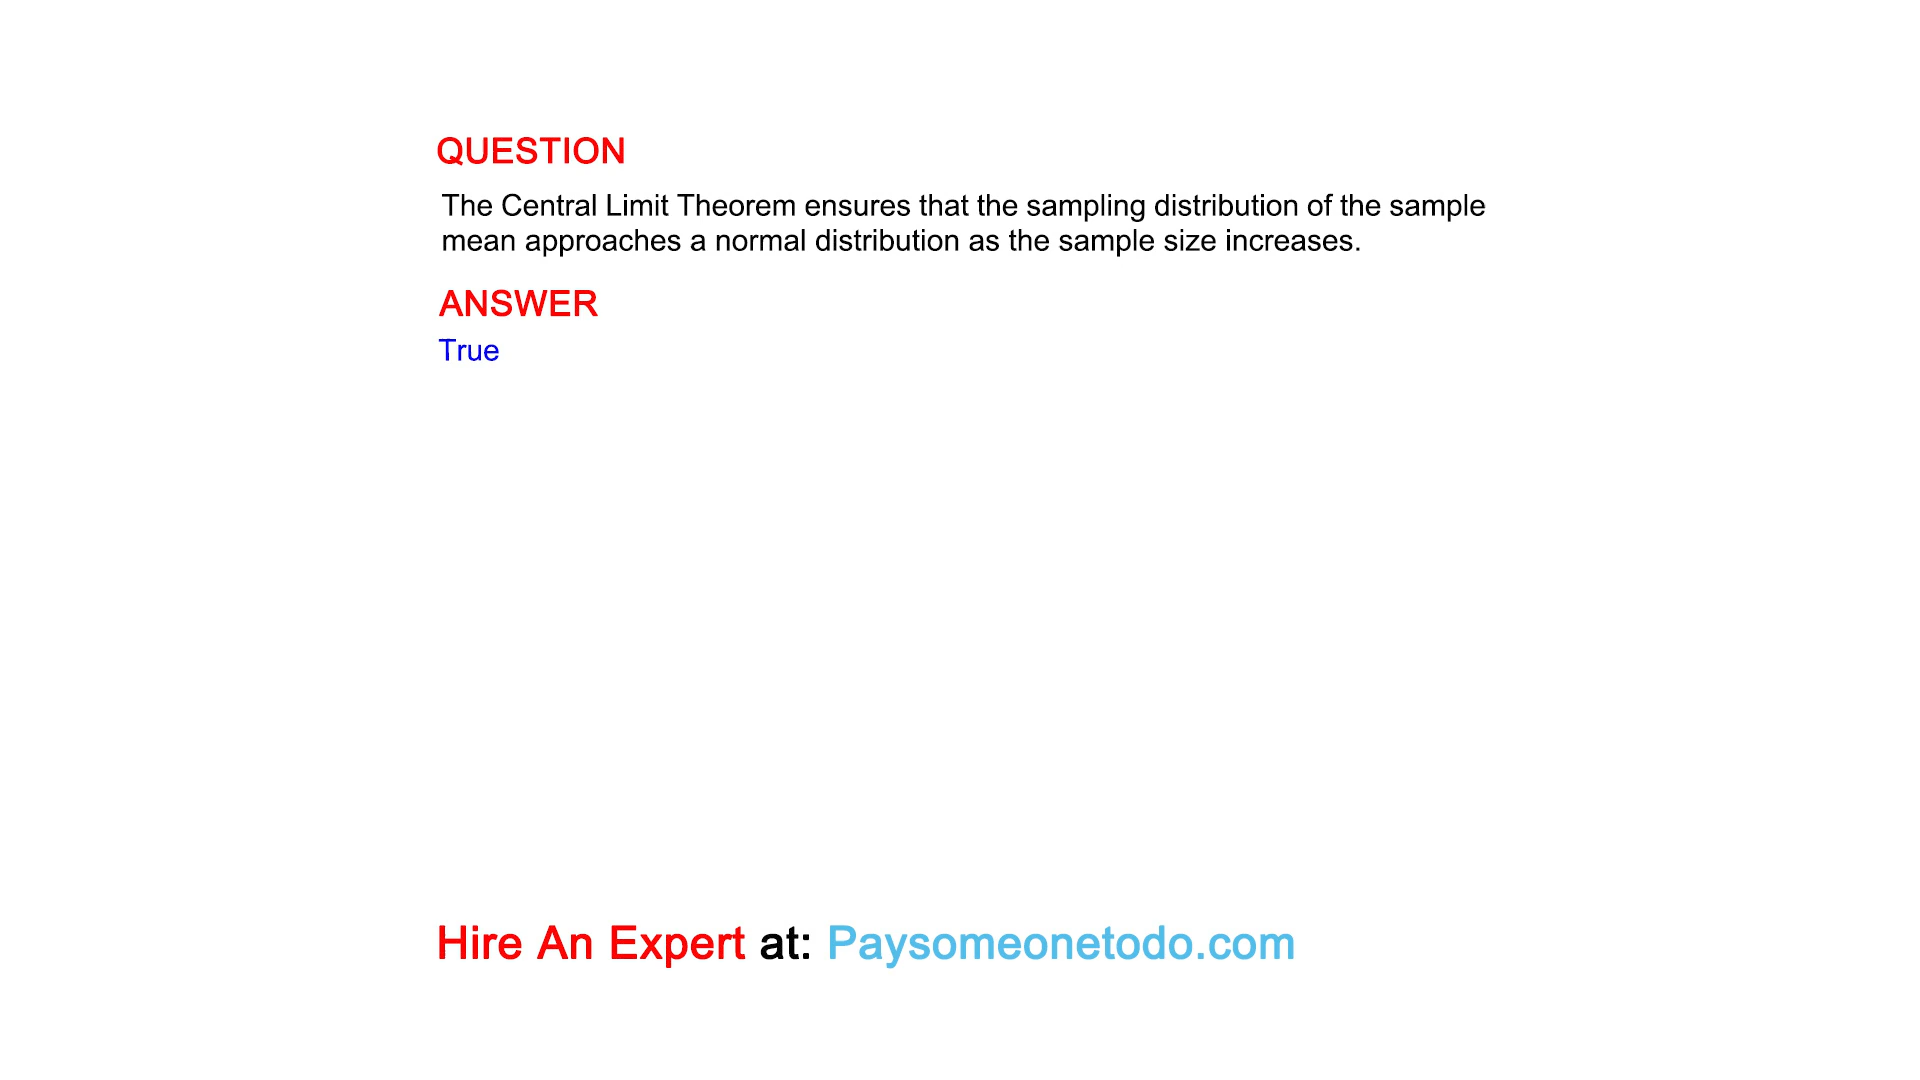 QUESTION
The Central Limit Theorem ensures that the sampling distribution of the sample
mean approaches a normal distribution as the sample size increases.
ANSWER
True
Hire An Expert at: Paysomeonetodo.com